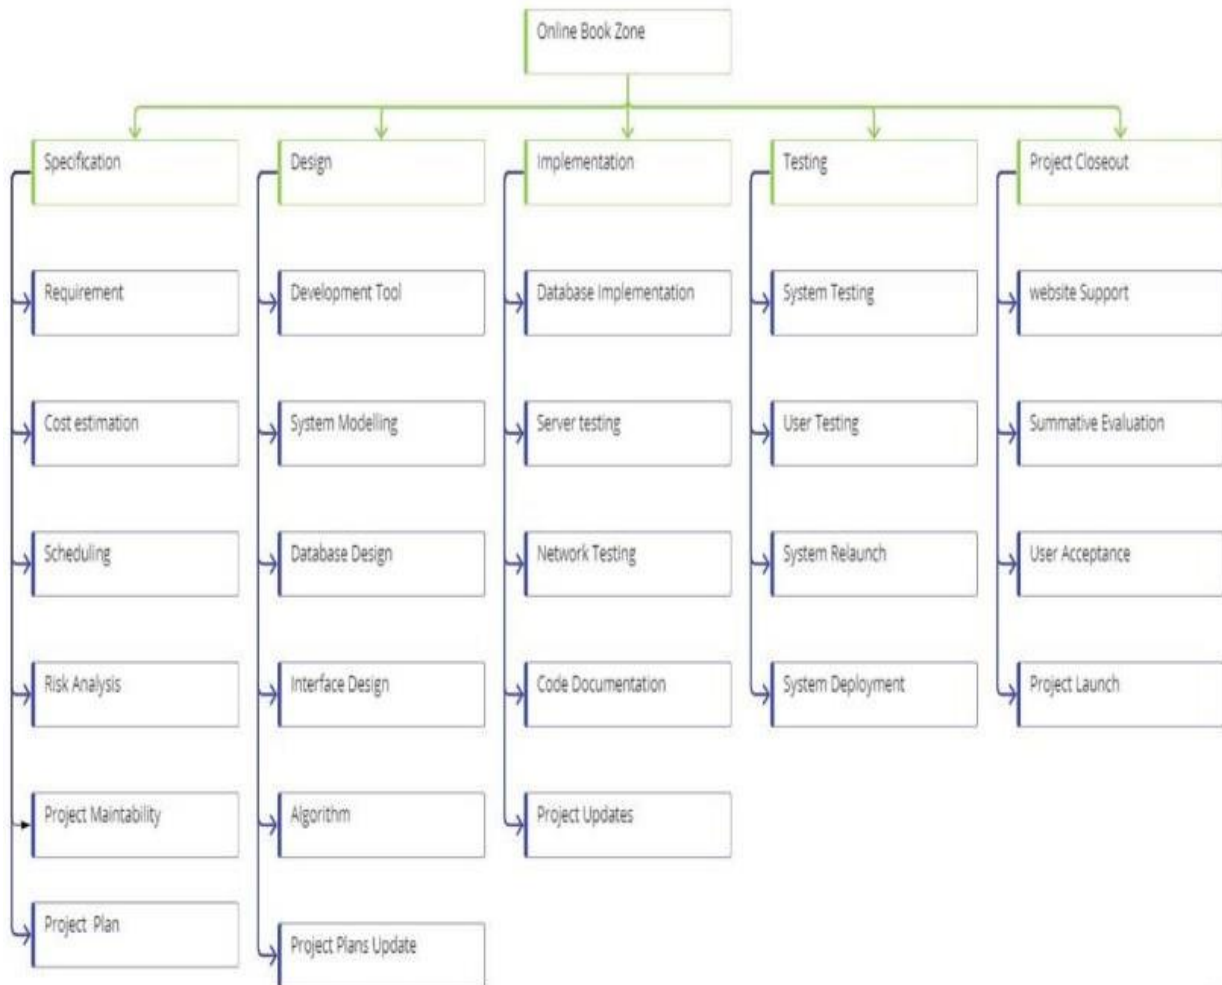 Online Book Zone
Specification
Design
Implementation
Testing
Project Closeout
Requirement
Development Tool
Database Implementation
System Testing
website Support
Cost estimation
System Modelling
Server testing
User Testing
Summative Evaluation
Scheduling
Database Design
Network Testing
System Relaunch
User Acceptance
Risk Analysis
Interface Design
Code Documentation
System Deployment
Project Launch
Project Maintability
Algorithm
Project Updates
Project Plan
Project Plans Update